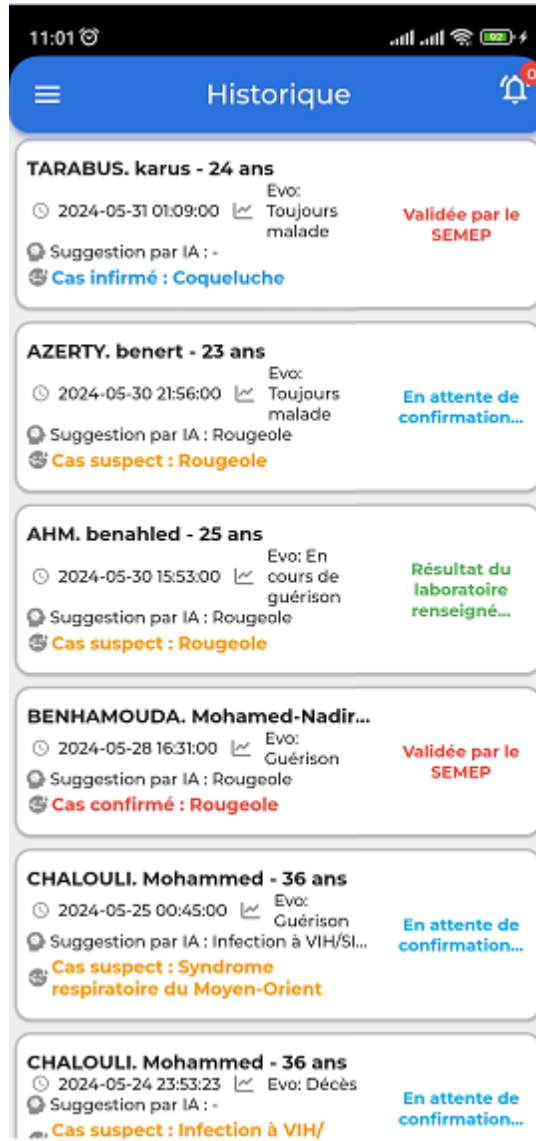 11:01
92
Historique
0
TARABUS. karus - 24 ans
2024-05-31 01:09:00
Evo:
Toujours
malade
Validée par le
SEMEP
Suggestion par IA : -
Cas infirmé : Coqueluche
AZERTY. benert - 23 ans
2024-05-30 21:56:00
Evo:
Toujours
malade
En attente de
confirmation...
Suggestion par IA : Rougeole
Cas suspect : Rougeole
AHM. benahled - 25 ans
2024-05-30 15:53:00
Evo: En
cours de
guérison
Résultat du
laboratoire
renseigné...
Suggestion par IA : Rougeole
Cas suspect : Rougeole
BENHAMOUDA. Mohamed-Nadir...
2024-05-28 16:31:00
Evo:
Guérison
Validée par le
SEMEP
Suggestion par IA : Rougeole
Cas confirmé : Rougeole
CHALOULI. Mohammed - 36 ans
2024-05-25 00:45:00
Evo:
Guérison
En attente de
confirmation...
Suggestion par IA : Infection à VIH/SI...
Cas suspect : Syndrome
respiratoire du Moyen-Orient
CHALOULI. Mohammed - 36 ans
2024-05-24 23:53:23
Evo: Décès
En attente de
confirmation...
Suggestion par IA : -
Cas suspect : Infection à VIH/